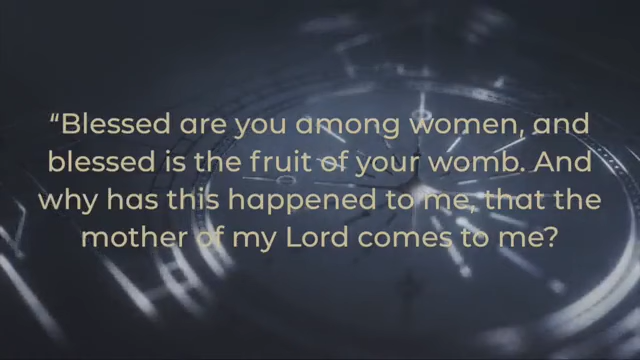 “Blessed are you among women, and
blessed is the fruit of your womb. And
why has this happened to me, that the
mother of my Lord comes to me?